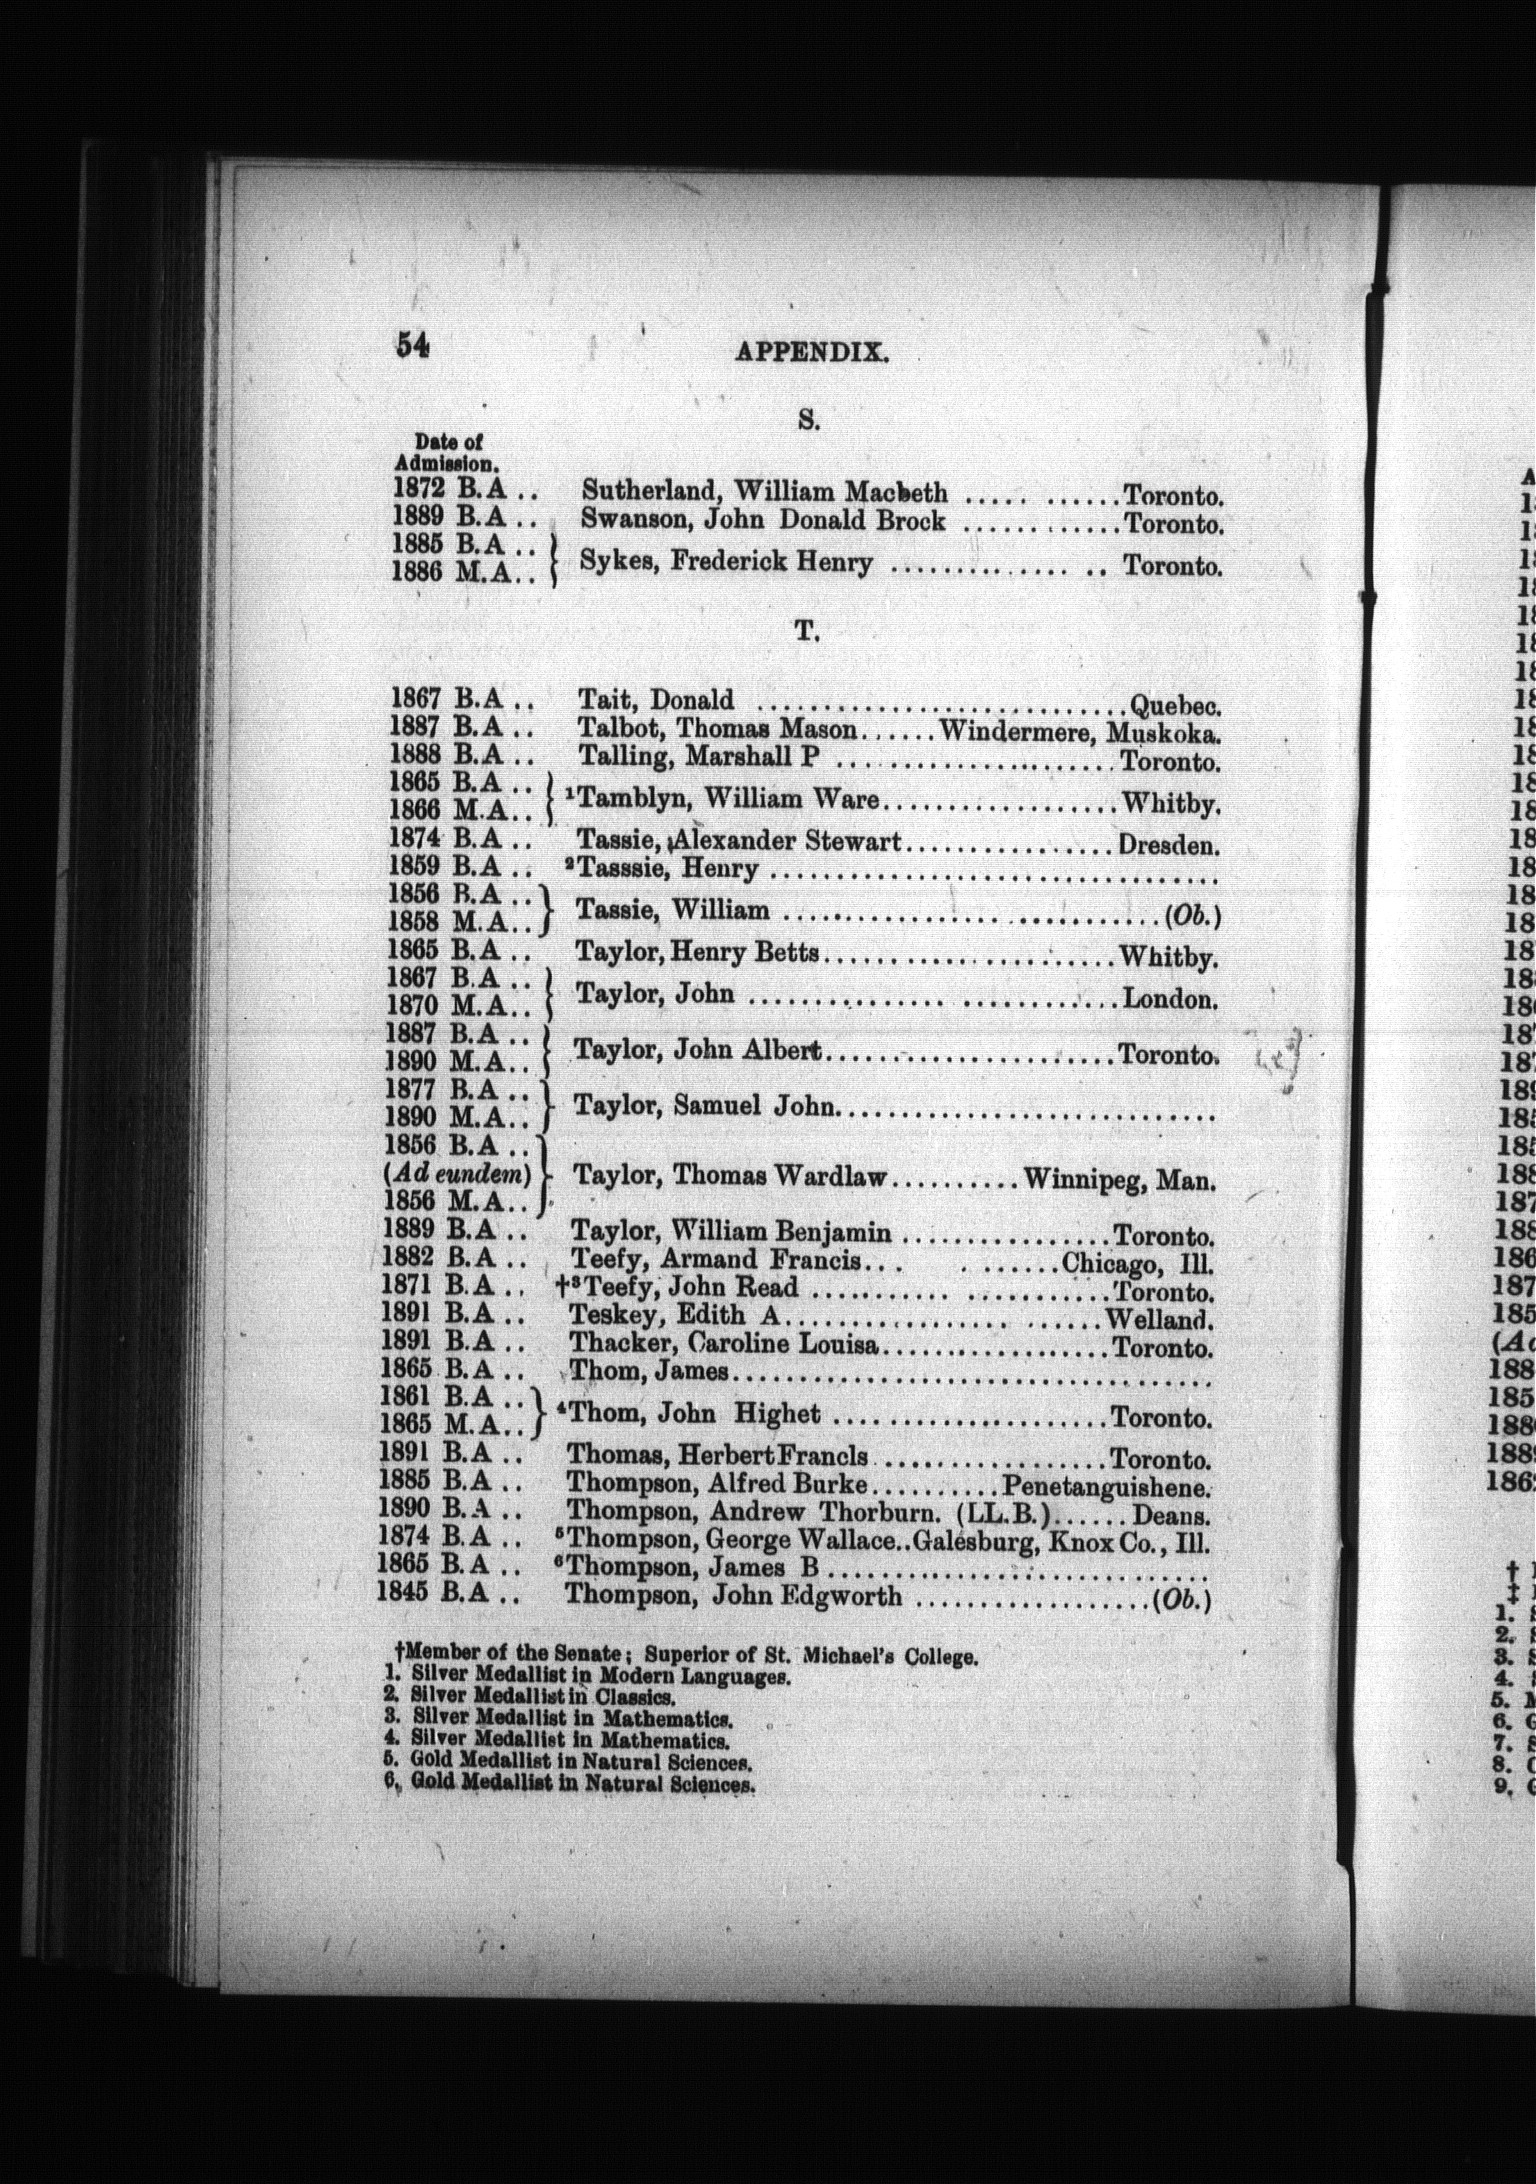 54 APPENDIX.
S.
Date of
Admission.
1872 B.A .. Sutherland, William Macbeth ..... ......Toronto.
1889 B.A .. Swanson, John Donald Brock ............Toronto.
1885 B.A .. }
1886 M.A.. } Sykes, Frederick Henry .............. .. Toronto.
T.
1867 B.A .. Tait, Donald ............................Quebec.
1887 B.A .. Talbot, Thomas Mason......Windermere, Muskoka.
1888 B.A .. Talling, Marshall P .....................Toronto.
1865 B.A .. }
1866 M.A.. } ¹Tamblyn, William Ware..................Whitby.
1874 B.A .. Tassie, Alexander Stewart................Dresden.
1859 B.A .. ²Tasssie, Henry ..................................
1856 B.A .. }
1858 M.A.. } Tassie, William ................ ...........(Ob.)
1865 B.A .. Taylor, Henry Betts......................Whitby.
1867 B.A .. }
1870 M.A.. } Taylor, John ............... ............London.
1887 B.A .. }
1890 M.A.. } Taylor, John Albert......................Toronto.
1877 B.A .. }
1890 M.A.. } Taylor, Samuel John.............................
1856 B.A .. }
(Ad eundem) } Taylor, Thomas Wardlaw..........Winnipeg, Man.
1856 M.A.. }
1889 B.A .. Taylor, William Benjamin ................Toronto.
1882 B.A .. Teefy, Armand Francis... .......Chicago, Ill.
1871 B.A .. †³Teefy, John Read ........... ...........Toronto.
1891 B.A .. Teskey, Edith A................. ......Welland.
1891 B.A .. Thacker, Caroline Louisa..................Toronto.
1865 B.A .. Thom, James....................................
1861 B.A .. }
1865 M.A.. } ⁴Thom, John Highet .....................Toronto.
1891 B.A .. Thomas, Herbert Francls .................Toronto.
1885 B.A .. Thompson, Alfred Burke..........Penetanguishene.
1890 B.A .. Thompson, Andrew Thorburn. (LL.B.)......Deans.
1874 B.A .. ⁵Thompson, George Wallace..Galesburg, Knox Co., Ill.
1865 B.A .. ⁶Thompson, James B .............................
1845 B.A .. Thompson, John Edgworth ..................(Ob.)
†Member of the Senate; Superior of St. Michael's College.
1. Silver Medallist in Modern Languages.
2. Silver Medallist in Classics.
3. Silver Medallist in Mathematics.
4. Silver Medallist in Mathematics.
5. Gold Medallist in Natural Sciences.
6. Gold Medallist in Natural Sciences.